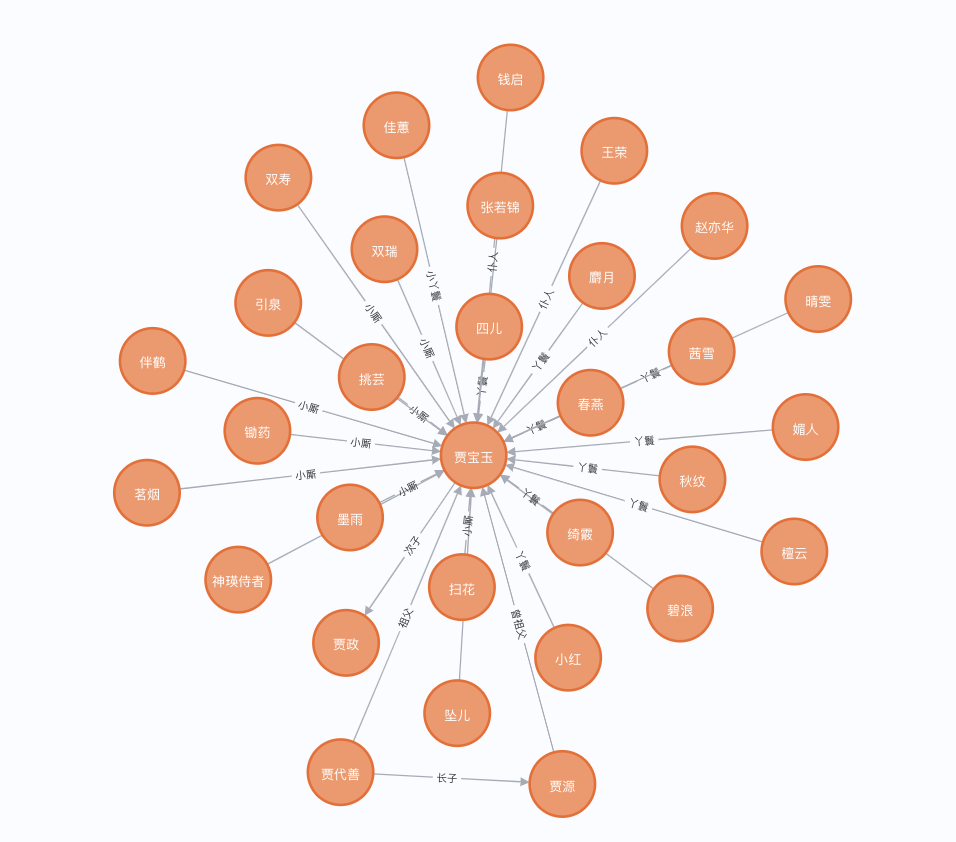 钱启
佳蕙
王荣
双寿
张若锦
赵亦华
双瑞
仆人
麝月
小丫鬟
引泉
仆人
晴雯
小厮
四儿
仆人
茜雪
小厮
丫鬟
伴鹤
挑芸
丫鬟
丫鬟
春燕
小厮
小厮
丫鬟
锄药
小厮
贾宝玉
丫鬟
媚人
茗烟
小厮
丫鬟
秋纹
小厮
丫鬟
丫鬟
墨雨
小厮
绮霰
檀云
次子
丫鬟
神瑛侍者
扫花
碧浪
祖父
曾祖父
贾政
小红
坠儿
贾代善
长子
贾源